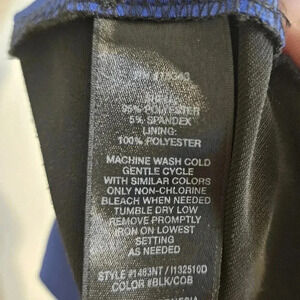 95% POLYESTER
5% SPANDEX
LINING:
100% POLYESTER
MACHINE WASH COLD
GENTLE CYCLE
WITH SIMILAR COLORS
ONLY NON-CHLORINE
BLEACH WHEN NEEDED
TUMBLE DRY LOW
REMOVE PROMPTLY
IRON ON LOWEST
SETTING
AS NEEDED
STYLE #1463NT / I132510D
COLOR #BLK/COB